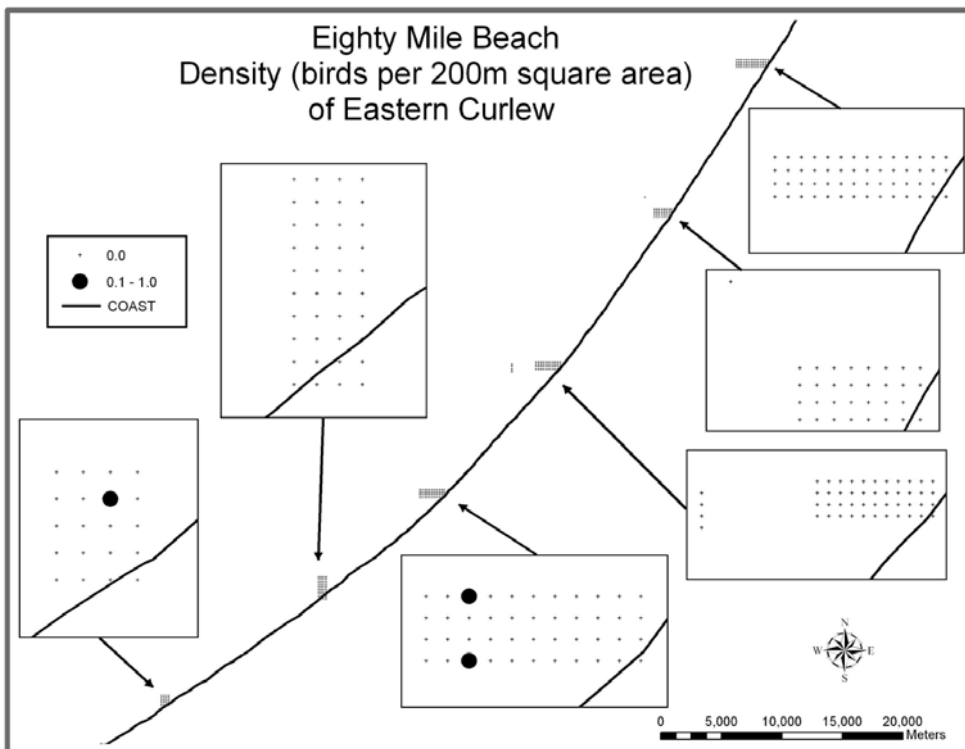 Eighty Mile Beach
Density (birds per 200m square area)
of Eastern Curlew
0.0
0.1 - 1.0
COAST
N
W E
S
0 5,000 10,000 15,000 20,000
Meters